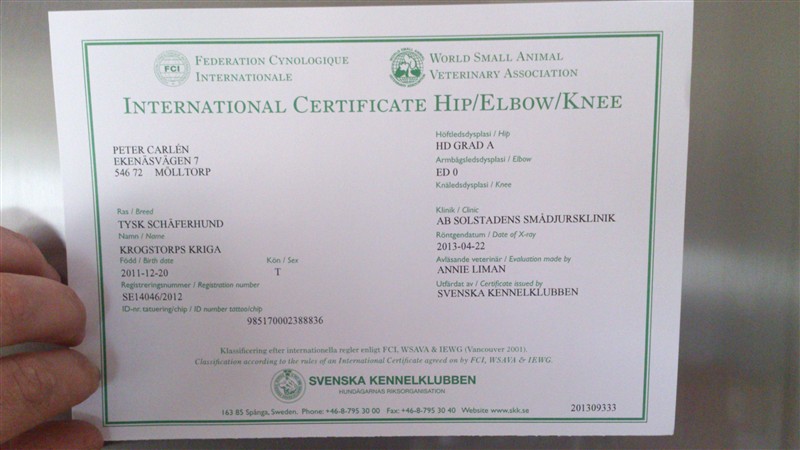 FEDERATION CYNOLOGIQUE
INTERNATIONALE
FCI
WORLD SMALL ANIMAL
VETERINARY ASSOCIATION
INTERNATIONAL CERTIFICATE HIP/ELBOW/KNEE
PETER CARLÉN
EKENÄSVÄGEN 7
546 72 MÖLLTORP
Höftledsdysplasi / Hip
HD GRAD A
Armbågsledsdysplasi / Elbow
ED 0
Knäledsdysplasi / Knee
Ras / Breed
TYSK SCHÄFERHUND
Namn / Name
KROGSTORPS KRIGA
Född / Birth date
Kön / Sex
2011-12-20
T
Registreringsnummer / Registration number
SE14046/2012
ID-nr. tatuering/chip / ID number tattoo/chip
985170002388836
Klinik / Clinic
AB SOLSTADENS SMÅDJURSKLINIK
Röntgendatum / Date of X-ray
2013-04-22
Avläsande veterinär / Evaluation made by
ANNIE LIMAN
Utfärdat av / Certificate issued by
SVENSKA KENNELKLUBBEN
Klassificering efter internationella regler enligt FCI, WSAVA & IEWG (Vancouver 2001).
Classification according to the rules of an International Certificate agreed on by FCI, WSAVA & IEWG.
SVENSKA KENNELKLUBBEN
HUNDÄGARNAS RIKSORGANISATION
163 85 Spånga, Sweden. Phone: +46-8-795 30 00 Fax: +46-8-795 30 40 Website www.skk.se
201309333